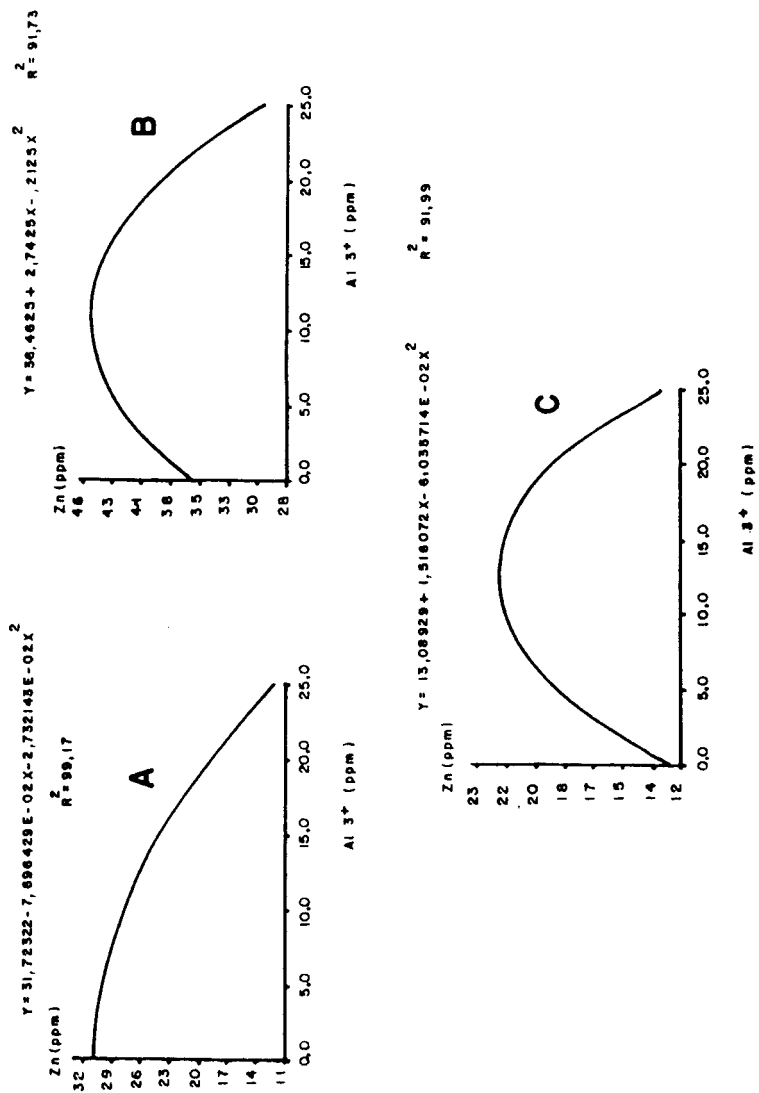 Y = 31,72322-7,696429E-02X-2,732143E-02X²
R² = 99,17
Zn (ppm)
32
29
26
23
20
17
14
11
A
0.0 5.0 10.0 15.0 20.0 25.0
Al 3+ (ppm)
Y = 36,4625+ 2,7425X-,2125X²
R² = 91,73
Zn (ppm)
46
43
41
38
35
33
30
28
B
0.0 5.0 10.0 15.0 20.0 25.0
Al 3+ (ppm)
Y = 13,08929+ 1,516072X-6,035714E-02X²
R² = 91,99
Zn (ppm)
23
22
20
18
17
15
14
12
C
0.0 5.0 10.0 15.0 20.0 25.0
Al 3+ (ppm)